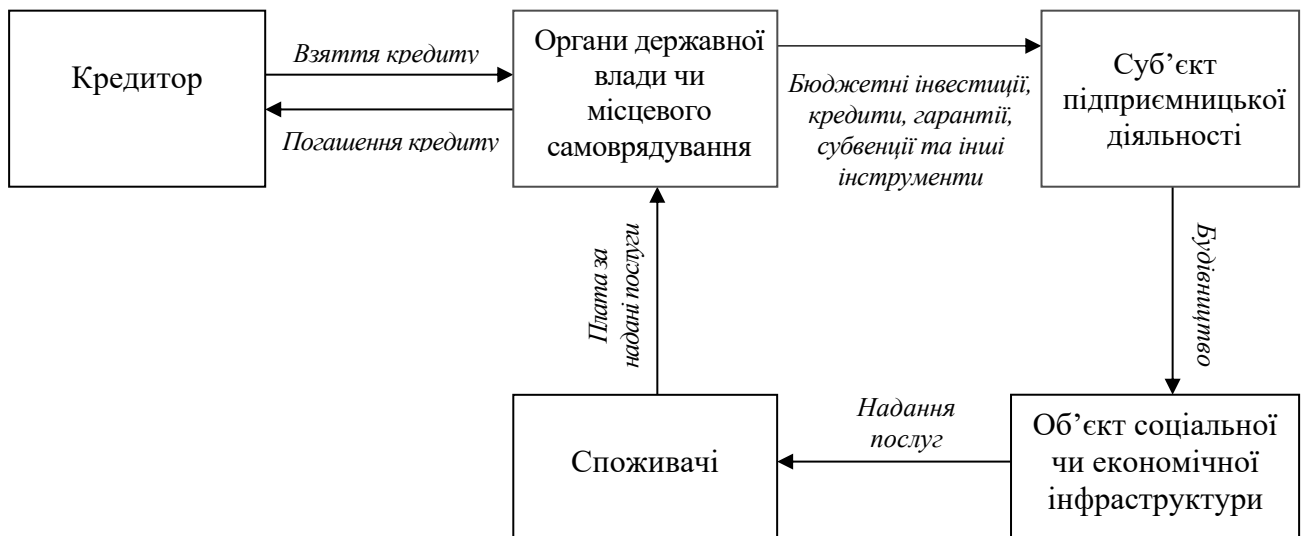 Кредитор
Взяття кредиту
Погашення кредиту
Органи державної
влади чи
місцевого
самоврядування
Бюджетні інвестиції,
кредити, гарантії,
субвенції та інші
інструменти
Суб’єкт
підприємницької
діяльності
Плата за
надані послуги
Будівництво
Споживачі
Надання
послуг
Об’єкт соціальної
чи економічної
інфраструктури